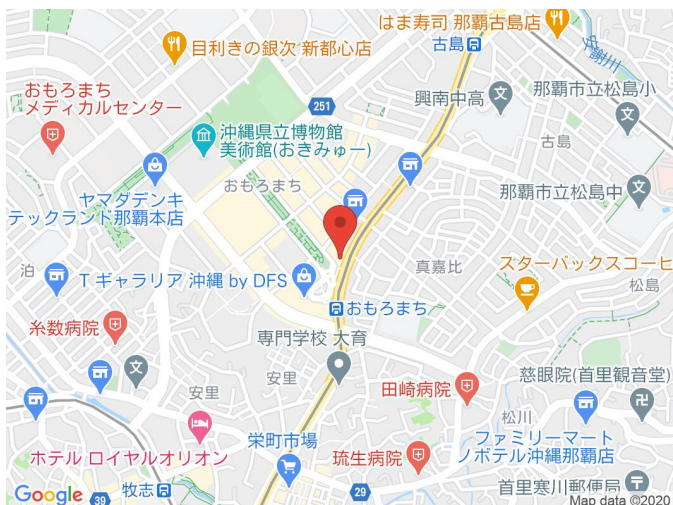 はま寿司 那覇古島店
古島
目利きの銀次 新都心店
安謝川
おもろまち
メディカルセンター
251
興南中高
那覇市立松島小
沖縄県立博物館
美術館(おきみゅー)
古島
おもろまち
ヤマダデンキ
テックランド那覇本店
那覇市立松島中
泊
Tギャラリア 沖縄 by DFS
真嘉比
スターバックスコーヒ
松島
おもろまち
糸数病院
専門学校 大育
安里
安里
田崎病院
慈眼院(首里観音堂)
松川
ホテル ロイヤルオリオン
栄町市場
琉生病院
ファミリーマート
ノボテル沖縄那覇店
Google
39
牧志
29
首里寒川郵便局
Map data ©2020